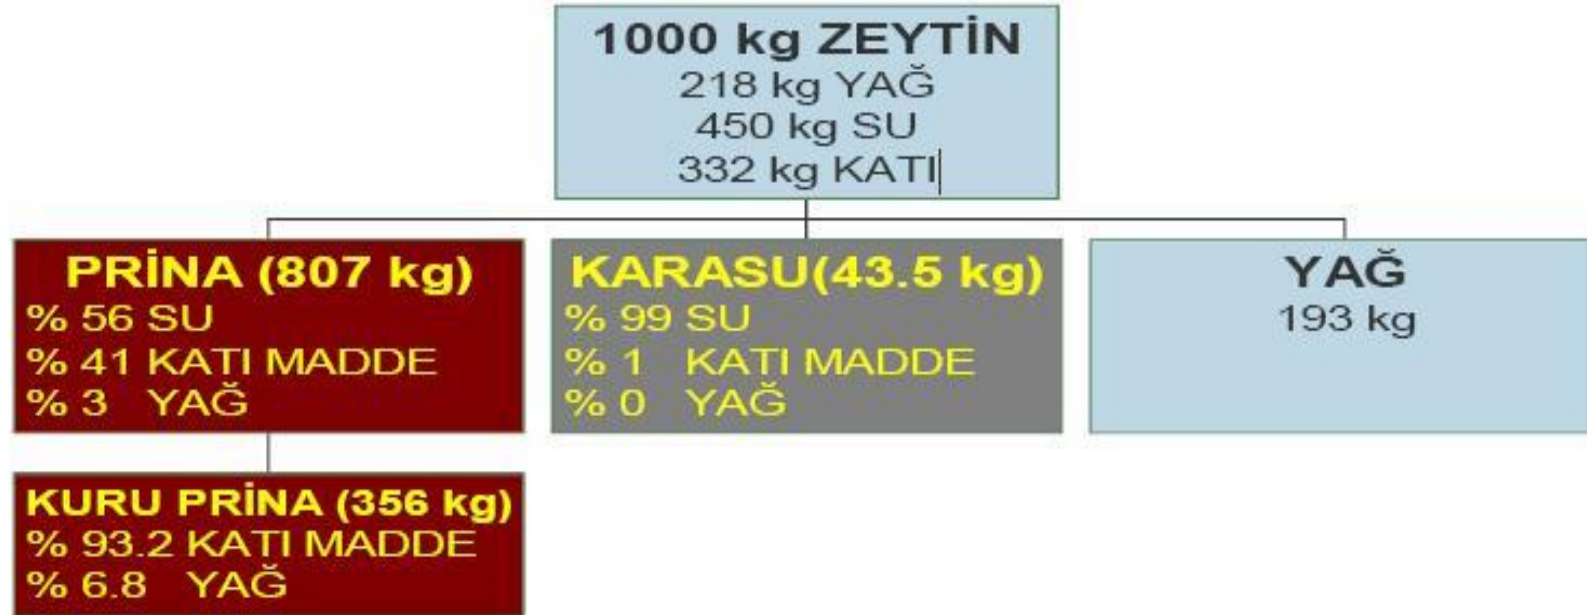 1000 kg ZEYTİN
218 kg YAĞ
450 kg SU
332 kg KATI
PRİNA (807 kg)
% 56 SU
% 41 KATI MADDE
% 3 YAĞ
KARASU(43.5 kg)
% 99 SU
% 1 KATI MADDE
% 0 YAĞ
YAĞ
193 kg
KURU PRİNA (356 kg)
% 93.2 KATI MADDE
% 6.8 YAĞ